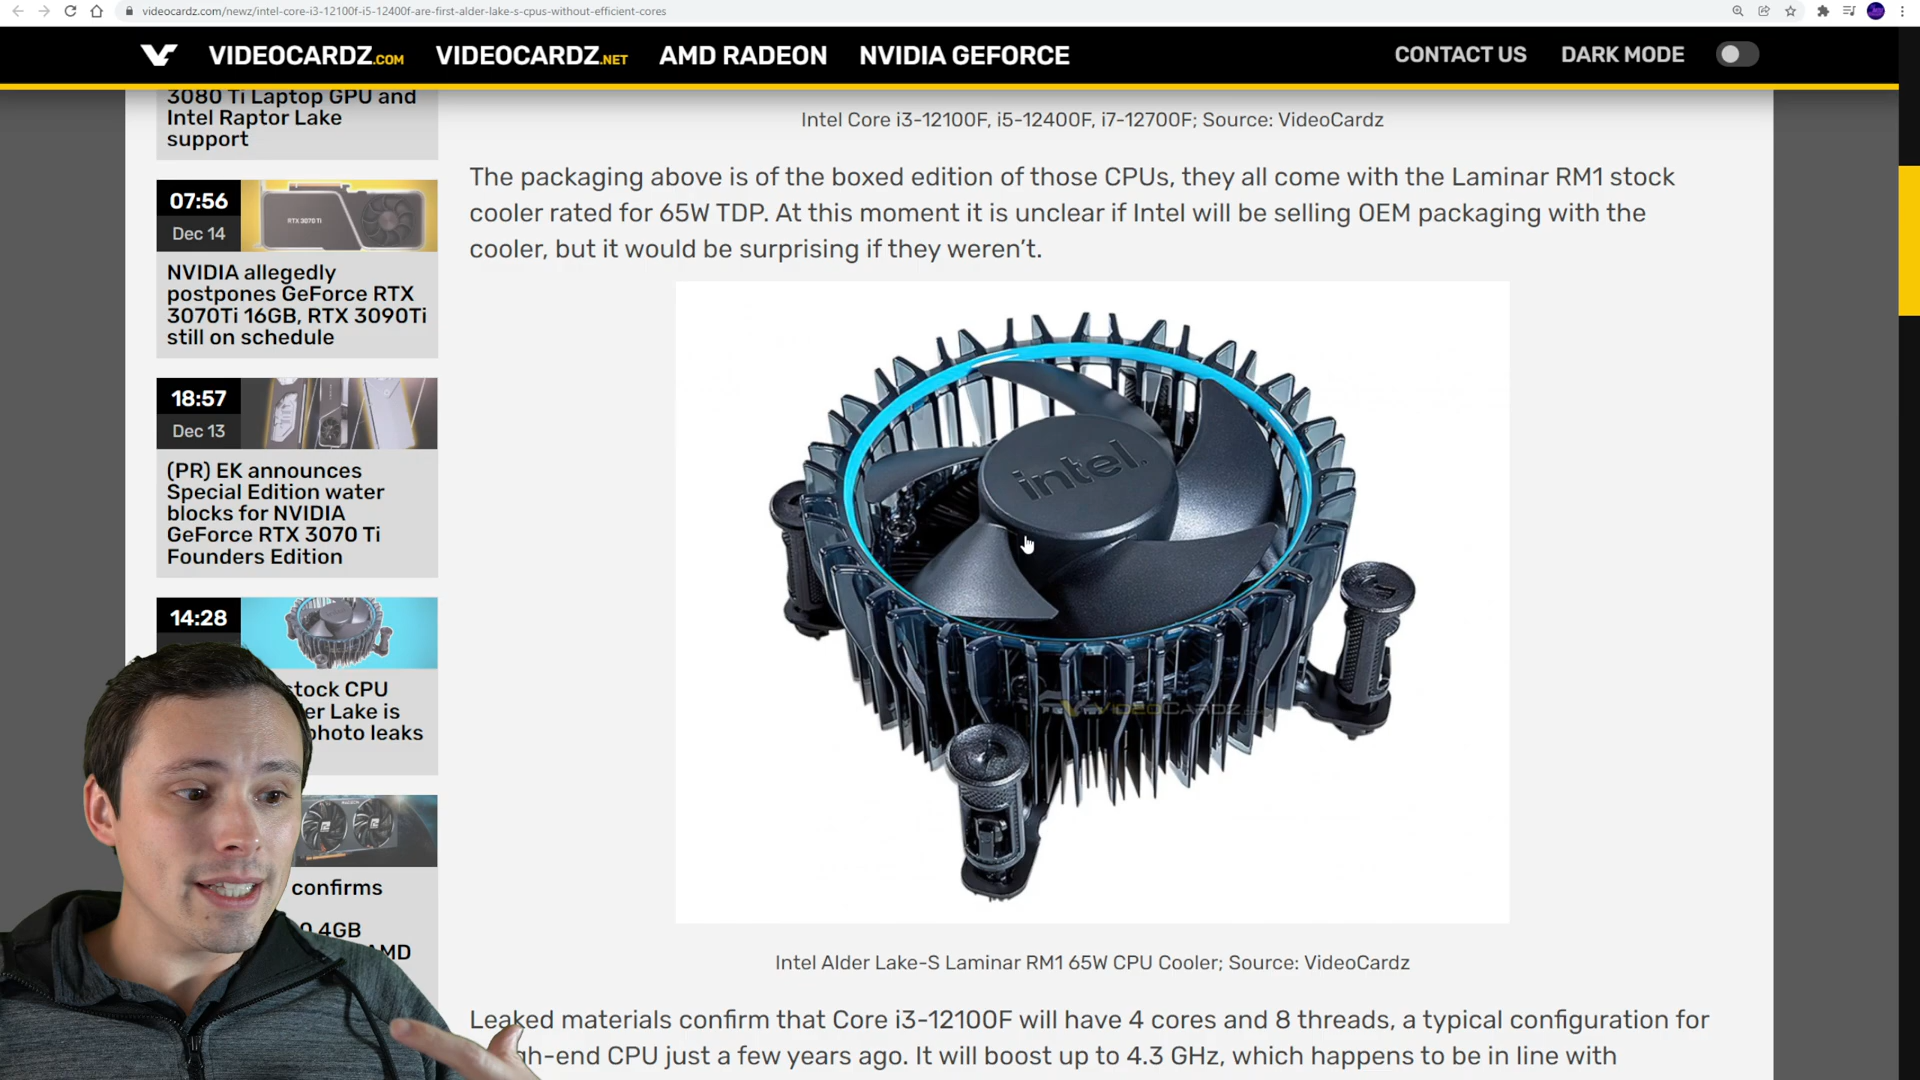 videocardz.com/newz/intel-core-i3-12100f-i5-12400f-are-first-alder-lake-s-cpus-without-efficient-cores
VIDEOCARDZ.COM VIDEOCARDZ.NET AMD RADEON NVIDIA GEFORCE CONTACT US DARK MODE
3080 Ti Laptop GPU and
Intel Raptor Lake
support
07:56
Dec 14
RTX 3070 Ti
NVIDIA allegedly
postpones GeForce RTX
3070Ti 16GB, RTX 3090Ti
still on schedule
18:57
Dec 13
(PR) EK announces
Special Edition water
blocks for NVIDIA
GeForce RTX 3070 Ti
Founders Edition
14:28
stock CPU
er Lake is
photo leaks
confirms
0 4GB
AMD
Intel Core i3-12100F, i5-12400F, i7-12700F; Source: VideoCardz
The packaging above is of the boxed edition of those CPUs, they all come with the Laminar RM1 stock
cooler rated for 65W TDP. At this moment it is unclear if Intel will be selling OEM packaging with the
cooler, but it would be surprising if they weren't.
intel.
VIDEOCARDZ
Intel Alder Lake-S Laminar RM1 65W CPU Cooler; Source: VideoCardz
Leaked materials confirm that Core i3-12100F will have 4 cores and 8 threads, a typical configuration for
gh-end CPU just a few years ago. It will boost up to 4.3 GHz, which happens to be in line with